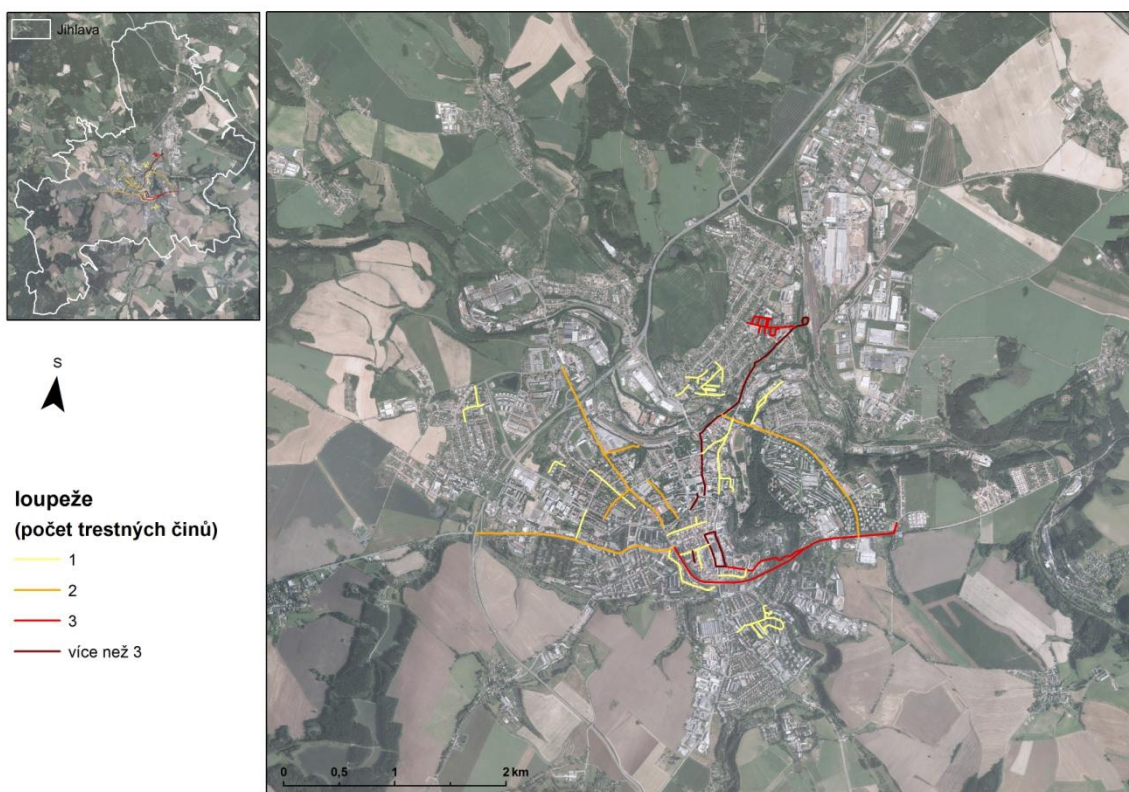 Jihlava
S
loupeže
(počet trestných činů)
1
2
3
více než 3
0 0,5 1 2 km